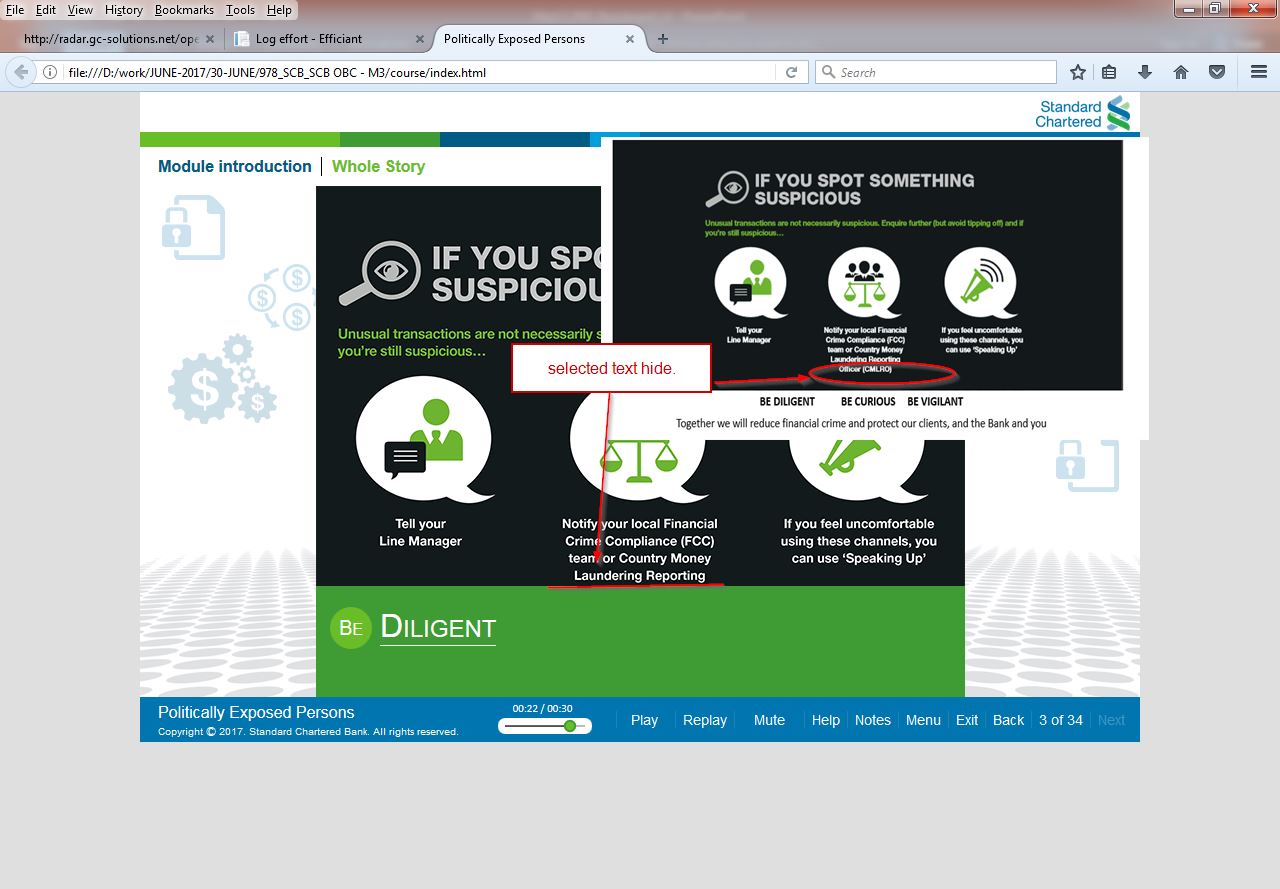 File Edit View History Bookmarks Tools Help
http://radar.gc-solutions.net/ope
Log effort - Efficiant
Politically Exposed Persons
file:///D:/work/JUNE-2017/30-JUNE/978_SCB_SCB OBC - M3/course/index.html
Search
Standard
Chartered
Module introduction | Whole Story
IF YOU SPO
SUSPICIOU
Unusual transactions are not necessarily s
you're still suspicious...
Tell your
Line Manager
Notify your local Financial
Crime Compliance (FCC)
team or Country Money
Laundering Reporting
If you feel uncomfortable
using these channels, you
can use 'Speaking Up'
IF YOU SPOT SOMETHING
SUSPICIOUS
Unusual transactions are not necessarily suspicious. Enquire further (but avoid tipping off) and if
you're still suspicious...
Tell your
Line Manager
Notify your local Financial
Crime Compliance (FCC)
team or Country Money
Laundering Reporting
Officer (CMLRO)
If you feel uncomfortable
using these channels, you
can use 'Speaking Up'
BE DILIGENT BE CURIOUS BE VIGILANT
Together we will reduce financial crime and protect our clients, and the Bank and you
selected text hide.
BE DILIGENT
Politically Exposed Persons
Copyright © 2017. Standard Chartered Bank. All rights reserved.
00:22 / 00:30
Play Replay Mute Help Notes Menu Exit Back 3 of 34 Next